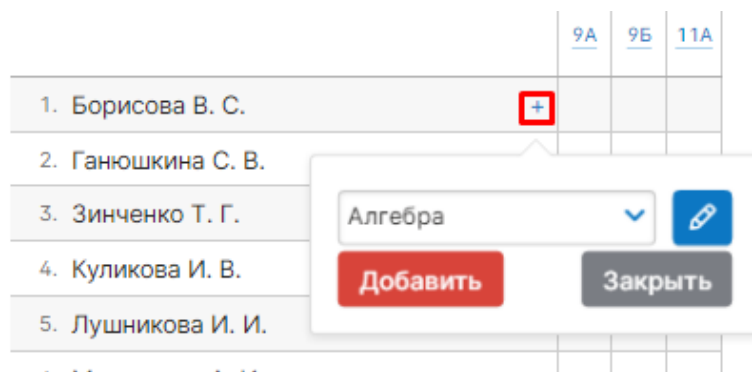 9А 9Б 11А
1. Борисова В. С. +
2. Ганюшкина С. В.
3. Зинченко Т. Г.
Алгебра
4. Куликова И. В.
Добавить Закрыть
5. Лушникова И. И.